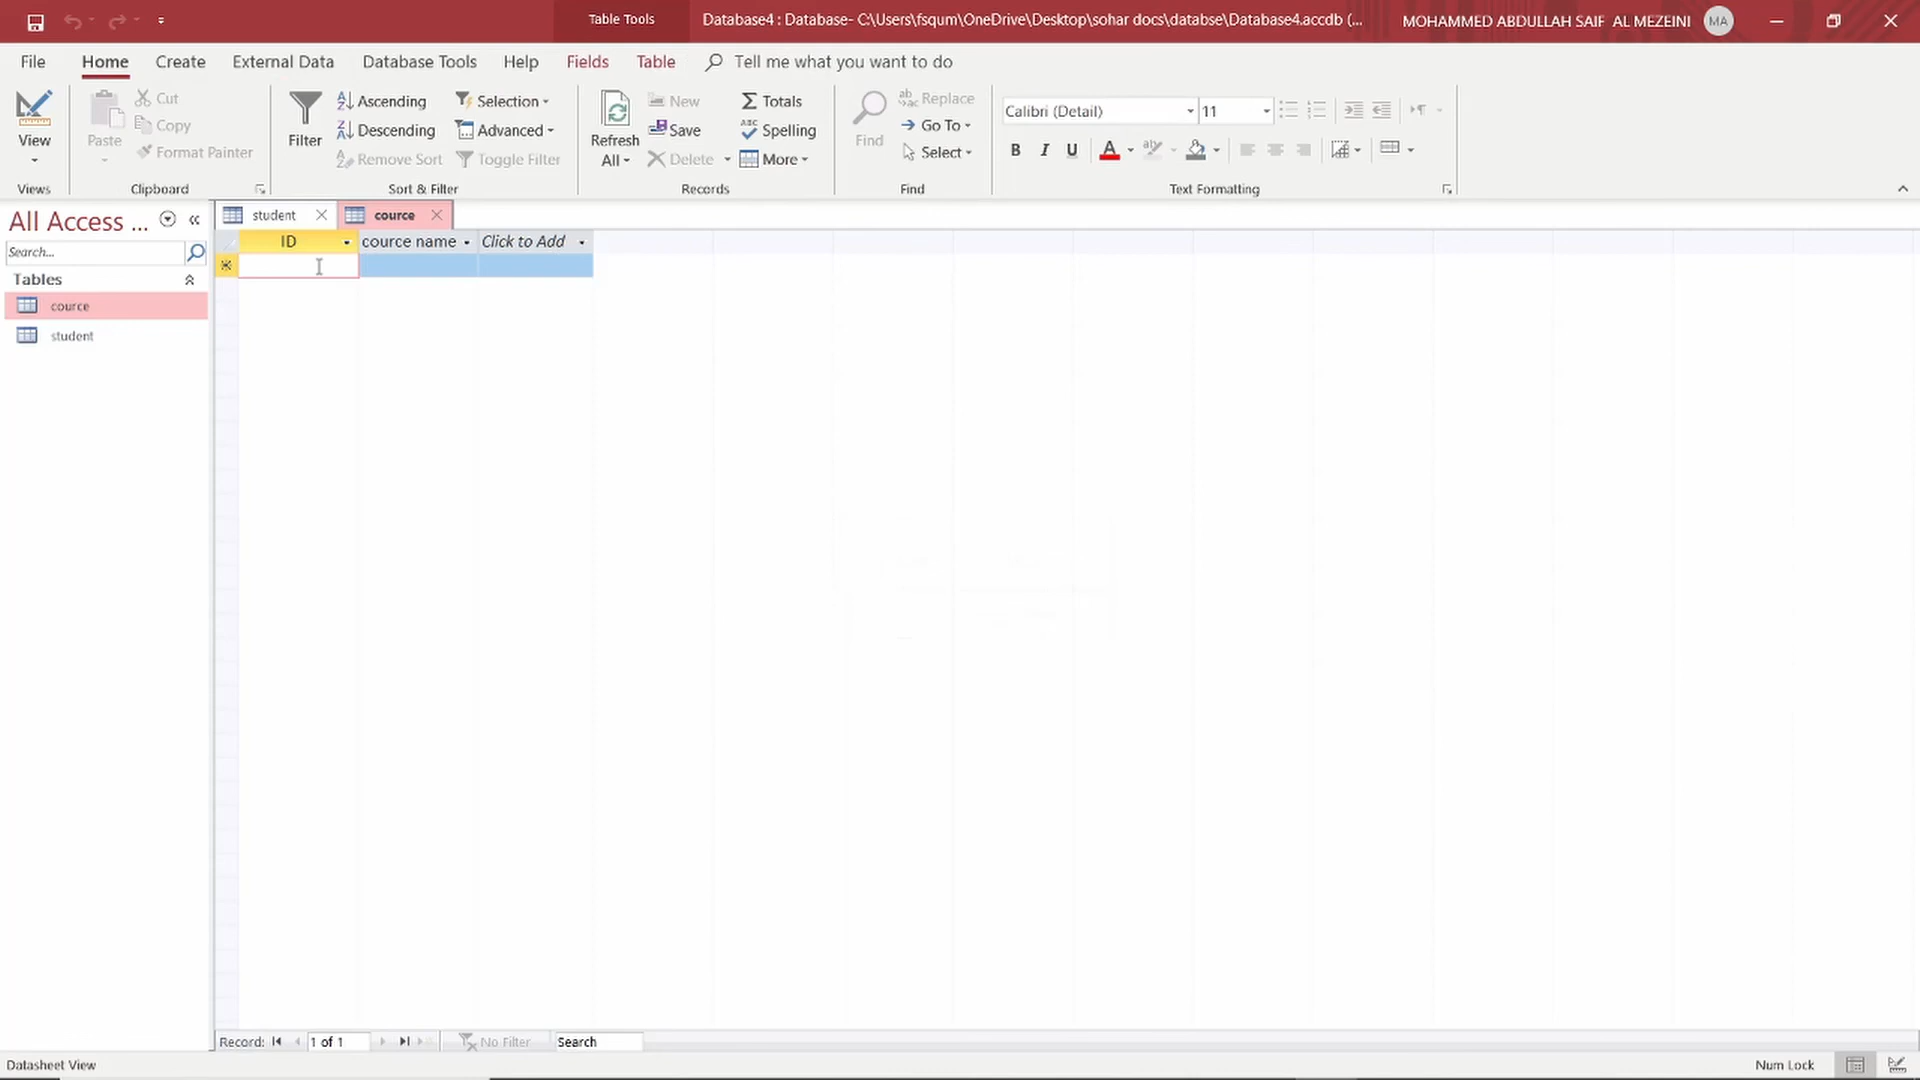 Table Tools
Database4 : Database- C:\Users\fsqum\OneDrive\Desktop\sohar docs\databse\Database4.accdb (...
MOHAMMED ABDULLAH SAIF AL MEZEINI
MA
File
Home
Create
External Data
Database Tools
Help
Fields
Table
Tell me what you want to do
View
Views
Paste
Cut
Copy
Format Painter
Clipboard
Filter
Ascending
Descending
Remove Sort
Selection
Advanced
Toggle Filter
Sort & Filter
Refresh
All
New
Save
Delete
Totals
Spelling
More
Records
Find
Replace
Go To
Select
Find
Calibri (Detail)
11
B I U
Text Formatting
All Access ...
Search...
Tables
cource
student
student
cource
ID
cource name
Click to Add
Record:
1 of 1
No Filter
Search
Datasheet View
Num Lock